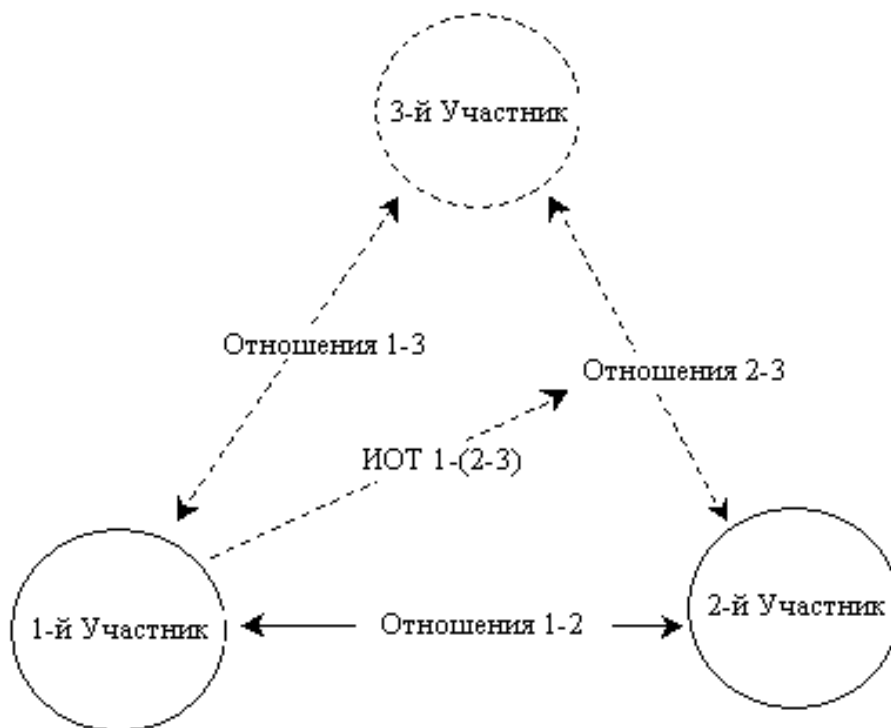 3-й Участник
Отношения 1-3
Отношения 2-3
ИОТ 1-(2-3)
1-й Участник
Отношения 1-2
2-й Участник